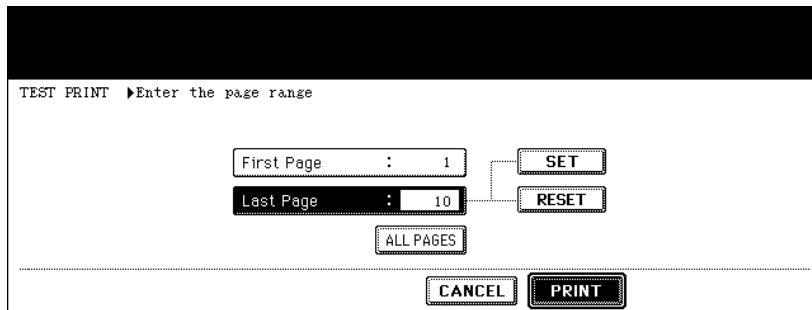 TEST PRINT ▶Enter the page range
First Page : 1 SET
Last Page : 10 RESET
ALL PAGES
CANCEL PRINT